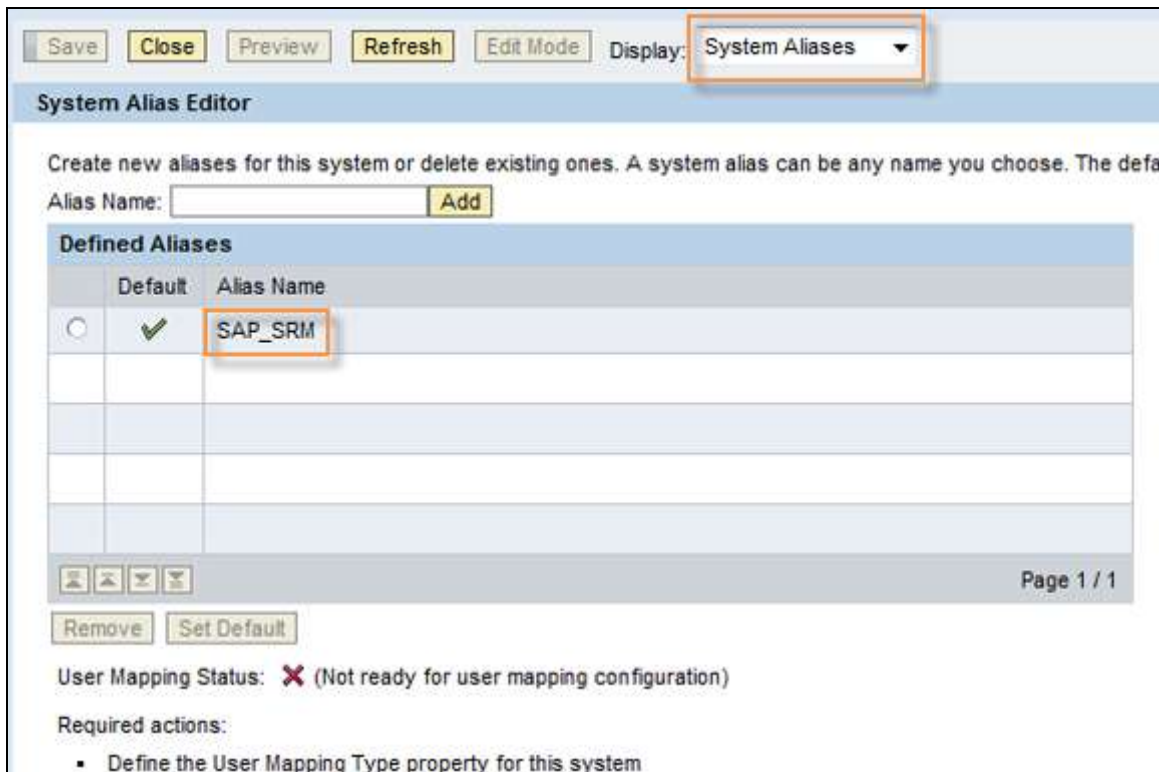 Save Close Preview Refresh Edit Mode Display: System Aliases
System Alias Editor
Create new aliases for this system or delete existing ones. A system alias can be any name you choose. The defa
Alias Name: Add
Defined Aliases
Default Alias Name
SAP_SRM
Page 1 / 1
Remove Set Default
User Mapping Status: (Not ready for user mapping configuration)
Required actions:
▪ Define the User Mapping Type property for this system